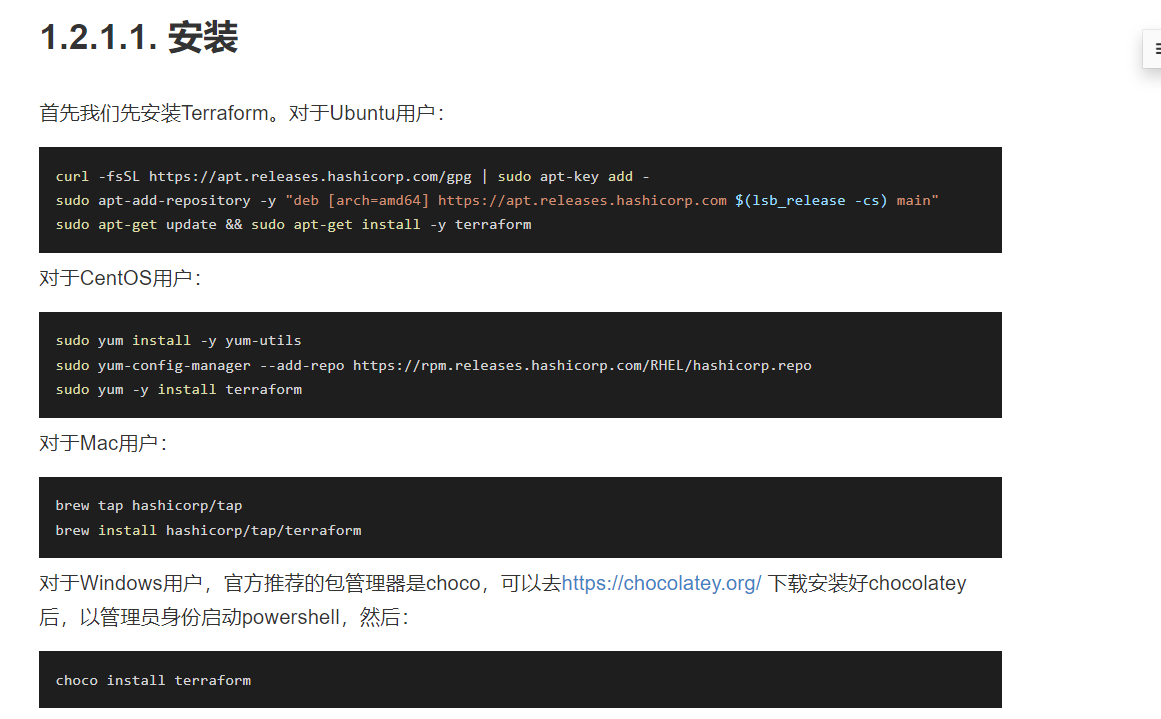 1.2.1.1. 安装
首先我们先安装Terraform。对于Ubuntu用户：
curl -fsSL https://apt.releases.hashicorp.com/gpg | sudo apt-key add -
sudo apt-add-repository -y "deb [arch=amd64] https://apt.releases.hashicorp.com $(lsb_release -cs) main"
sudo apt-get update && sudo apt-get install -y terraform
对于CentOS用户：
sudo yum install -y yum-utils
sudo yum-config-manager --add-repo https://rpm.releases.hashicorp.com/RHEL/hashicorp.repo
sudo yum -y install terraform
对于Mac用户：
brew tap hashicorp/tap
brew install hashicorp/tap/terraform
对于Windows用户，官方推荐的包管理器是choco，可以去https://chocolatey.org/ 下载安装好chocolatey
后，以管理员身份启动powershell，然后：
choco install terraform